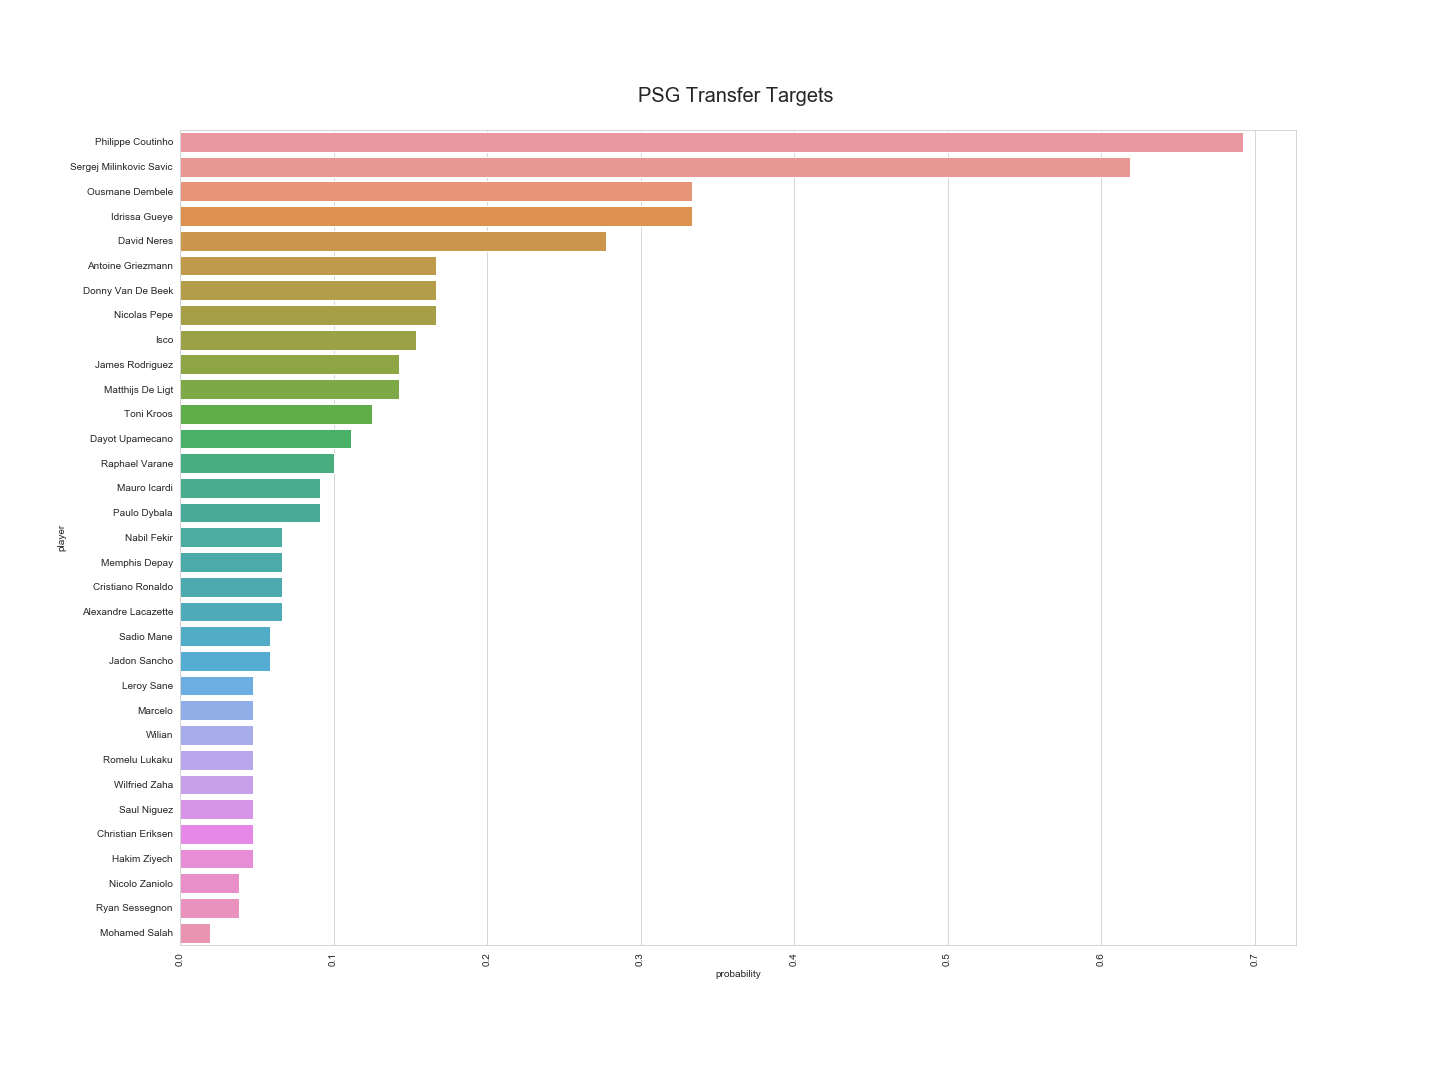 PSG Transfer Targets
Philippe Coutinho
Sergej Milinkovic Savic
Ousmane Dembele
Idrissa Gueye
David Neres
Antoine Griezmann
Donny Van De Beek
Nicolas Pepe
Isco
James Rodriguez
Matthijs De Ligt
Toni Kroos
Dayot Upamecano
Raphael Varane
Mauro Icardi
Paulo Dybala
player
Nabil Fekir
Memphis Depay
Cristiano Ronaldo
Alexandre Lacazette
Sadio Mane
Jadon Sancho
Leroy Sane
Marcelo
Wilian
Romelu Lukaku
Wilfried Zaha
Saul Niguez
Christian Eriksen
Hakim Ziyech
Nicolo Zaniolo
Ryan Sessegnon
Mohamed Salah
0.0 0.1 0.2 0.3 0.4 0.5 0.6 0.7
probability